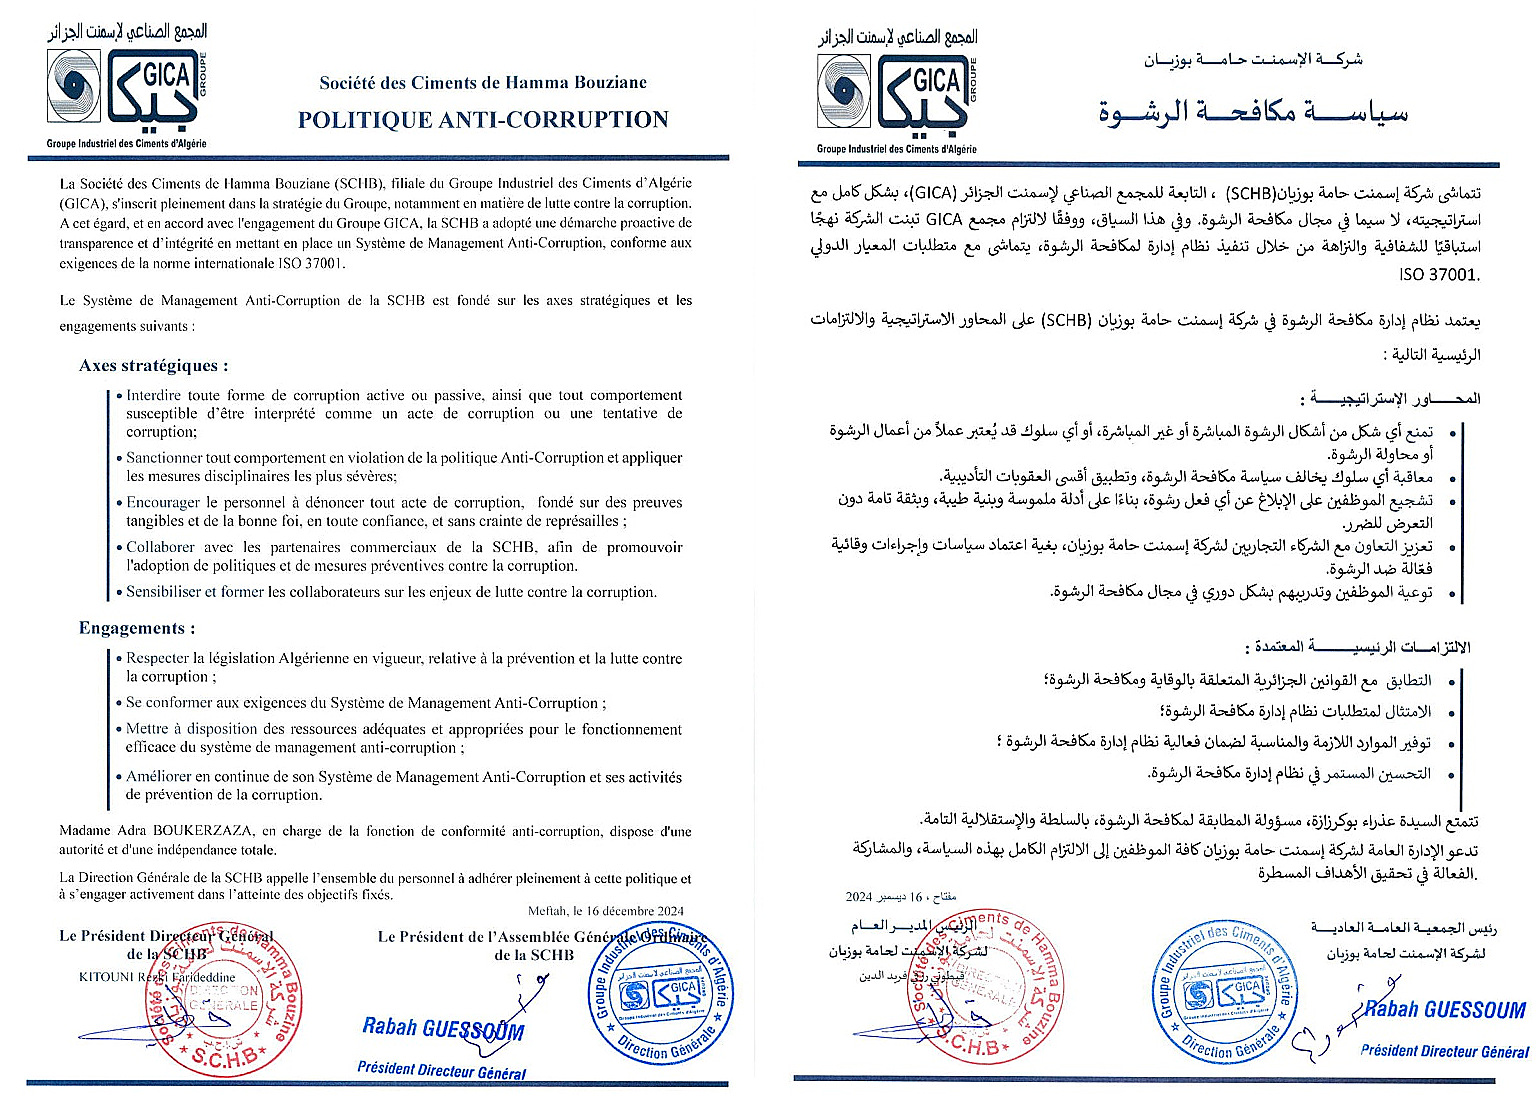 المجمع الصناعي لإسمنت الجزائر
GICA
GROUPE
جيكا
Groupe Industriel des Ciments d'Algérie
Société des Ciments de Hamma Bouziane
POLITIQUE ANTI-CORRUPTION
La Société des Ciments de Hamma Bouziane (SCHB), filiale du Groupe Industriel des Ciments d'Algérie
(GICA), s'inscrit pleinement dans la stratégie du Groupe, notamment en matière de lutte contre la corruption.
A cet égard, et en accord avec l'engagement du Groupe GICA, la SCHB a adopté une démarche proactive de
transparence et d'intégrité en mettant en place un Système de Management Anti-Corruption, conforme aux
exigences de la norme internationale ISO 37001.
Le Système de Management Anti-Corruption de la SCHB est fondé sur les axes stratégiques et les
engagements suivants :
Axes stratégiques :
• Interdire toute forme de corruption active ou passive, ainsi que tout comportement
susceptible d'être interprété comme un acte de corruption ou une tentative de
corruption;
• Sanctionner tout comportement en violation de la politique Anti-Corruption et appliquer
les mesures disciplinaires les plus sévères;
• Encourager le personnel à dénoncer tout acte de corruption, fondé sur des preuves
tangibles et de la bonne foi, en toute confiance, et sans crainte de représailles ;
• Collaborer avec les partenaires commerciaux de la SCHB, afin de promouvoir
l'adoption de politiques et de mesures préventives contre la corruption.
• Sensibiliser et former les collaborateurs sur les enjeux de lutte contre la corruption.
Engagements :
• Respecter la législation Algérienne en vigueur, relative à la prévention et la lutte contre
la corruption ;
• Se conformer aux exigences du Système de Management Anti-Corruption ;
• Mettre à disposition des ressources adéquates et appropriées pour le fonctionnement
efficace du système de management anti-corruption ;
• Améliorer en continue de son Système de Management Anti-Corruption et ses activités
de prévention de la corruption.
Madame Adra BOUKERZAZA, en charge de la fonction de conformité anti-corruption, dispose d'une
autorité et d'une indépendance totale.
La Direction Générale de la SCHB appelle l'ensemble du personnel à adhérer pleinement à cette politique et
à s'engager activement dans l'atteinte des objectifs fixés.
Meftah, le 16 décembre 2024
Le Président Directeur Général
de la SCHB
KITOUNI Rezki Farideddine
Le Président de l'Assemblée Générale Ordinaire
de la SCHB
Rabah GUESSOUM
Président Directeur Général
Société des Ciments de Hamma Bouzine
DIRECTION
GENERALE
S.C.H.B
Groupe Industriel des Ciments d'Algérie
Direction Générale
المجمع الصناعي لإسمنت الجزائر
GICA
GROUPE
جيكا
Groupe Industriel des Ciments d'Algérie
شركـة الإسمنـت حامـة بوزيـان
سياســـة مكافحـــة الرشـــوة
تتماشى شركة إسمنت حامة بوزيان(SCHB) ، التابعة للمجمع الصناعي لإسمنت الجزائر (GICA)، بشكل كامل مع
استراتيجيته، لا سيما في مجال مكافحة الرشوة. وفي هذا السياق، ووفقًا لالتزام مجمع GICA تبنت الشركة نهجًا
استباقيًا للشفافية والنزاهة من خلال تنفيذ نظام إدارة لمكافحة الرشوة، يتماشى مع متطلبات المعيار الدولي
ISO 37001.
يعتمد نظام إدارة مكافحة الرشوة في شركة إسمنت حامة بوزيان (SCHB) على المحاور الاستراتيجية والالتزامات
الرئيسية التالية :
المحـــاور الإستراتيجيـــة :
• تمنع أي شكل من أشكال الرشوة المباشرة أو غير المباشرة، أو أي سلوك قد يُعتبر عملاً من أعمال الرشوة
أو محاولة الرشوة.
• معاقبة أي سلوك يخالف سياسة مكافحة الرشوة، وتطبيق أقسى العقوبات التأديبية.
• تشجيع الموظفين على الإبلاغ عن أي فعل رشوة، بناءًا على أدلة ملموسة وبنية طيبة، وبثقة تامة دون
التعرض للضرر.
• تعزيز التعاون مع الشركاء التجاريين لشركة إسمنت حامة بوزيان، بغية اعتماد سياسات وإجراءات وقائية
فعّالة ضد الرشوة.
• توعية الموظفين وتدريبهم بشكل دوري في مجال مكافحة الرشوة.
الالتزامـات الرئيسيـــة المعتمدة :
• التطابق مع القوانين الجزائرية المتعلقة بالوقاية ومكافحة الرشوة؛
• الامتثال لمتطلبات نظام إدارة مكافحة الرشوة؛
• توفير الموارد اللازمة والمناسبة لضمان فعالية نظام إدارة مكافحة الرشوة ؛
• التحسين المستمر في نظام إدارة مكافحة الرشوة.
تتمتع السيدة عذراء بوكرزازة، مسؤولة المطابقة لمكافحة الرشوة، بالسلطة والإستقلالية التامة.
تدعو الإدارة العامة لشركة إسمنت حامة بوزيان كافة الموظفين إلى الالتزام الكامل بهذه السياسة، والمشاركة
الفعالة في تحقيق الأهداف المسطرة.
مفتاح، ، 16 ديسمبر 2024
رئيس الجمعية العامـة العاديـة
لشركة الإسمنت لحامة بوزيان
الرئيس المديـر العـام
لشركة الإسمنت لحامة بوزيان
فريد الدين
Rabah GUESSOUM
Président Directeur Général
Groupe Industriel des Ciments d'Algérie
Direction Générale
Société des Ciments de Hamma Bouzine
DIRECTION
GENERALE
S.C.H.B